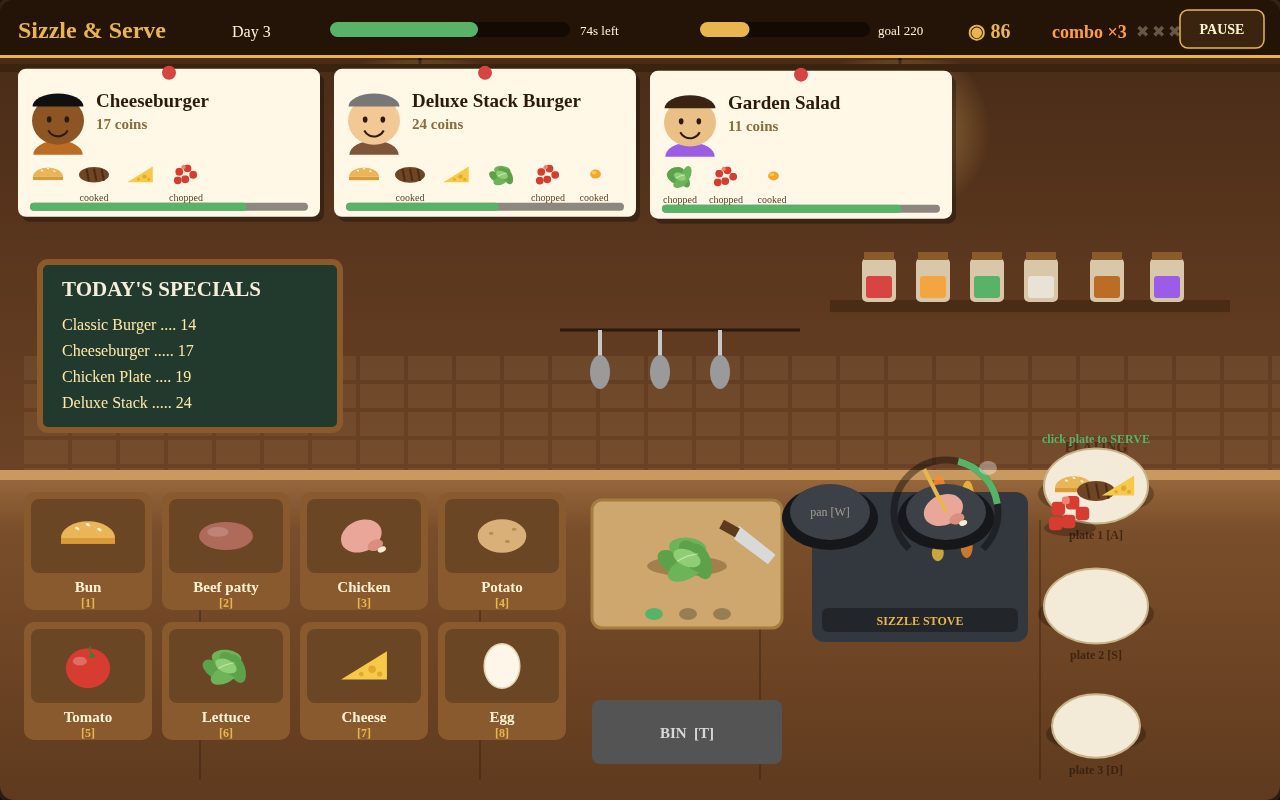 Sizzle & Serve
Day 3
74s left
goal 220
◉ 86
combo ×3
✖✖✖
PAUSE
Cheeseburger
17 coins
cooked
chopped
Deluxe Stack Burger
24 coins
cooked
chopped
cooked
Garden Salad
11 coins
chopped
chopped
cooked
TODAY'S SPECIALS
Classic Burger .... 14
Cheeseburger ..... 17
Chicken Plate .... 19
Deluxe Stack ..... 24
click plate to SERVE
PLATING
pan [W]
plate 1 [A]
Bun
[1]
Beef patty
[2]
Chicken
[3]
Potato
[4]
SIZZLE STOVE
plate 2 [S]
Tomato
[5]
Lettuce
[6]
Cheese
[7]
Egg
[8]
BIN [T]
plate 3 [D]